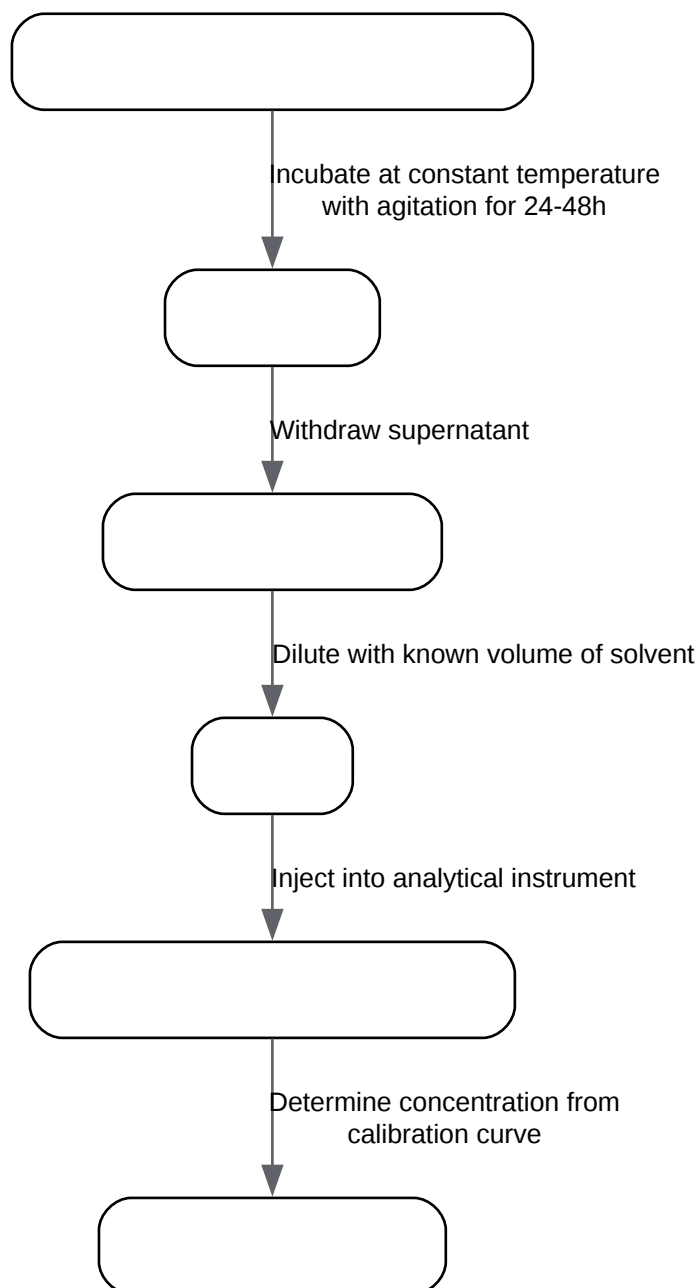 Incubate at constant temperature
with agitation for 24-48h
Withdraw supernatant
Dilute with known volume of solvent
Inject into analytical instrument
Determine concentration from
calibration curve